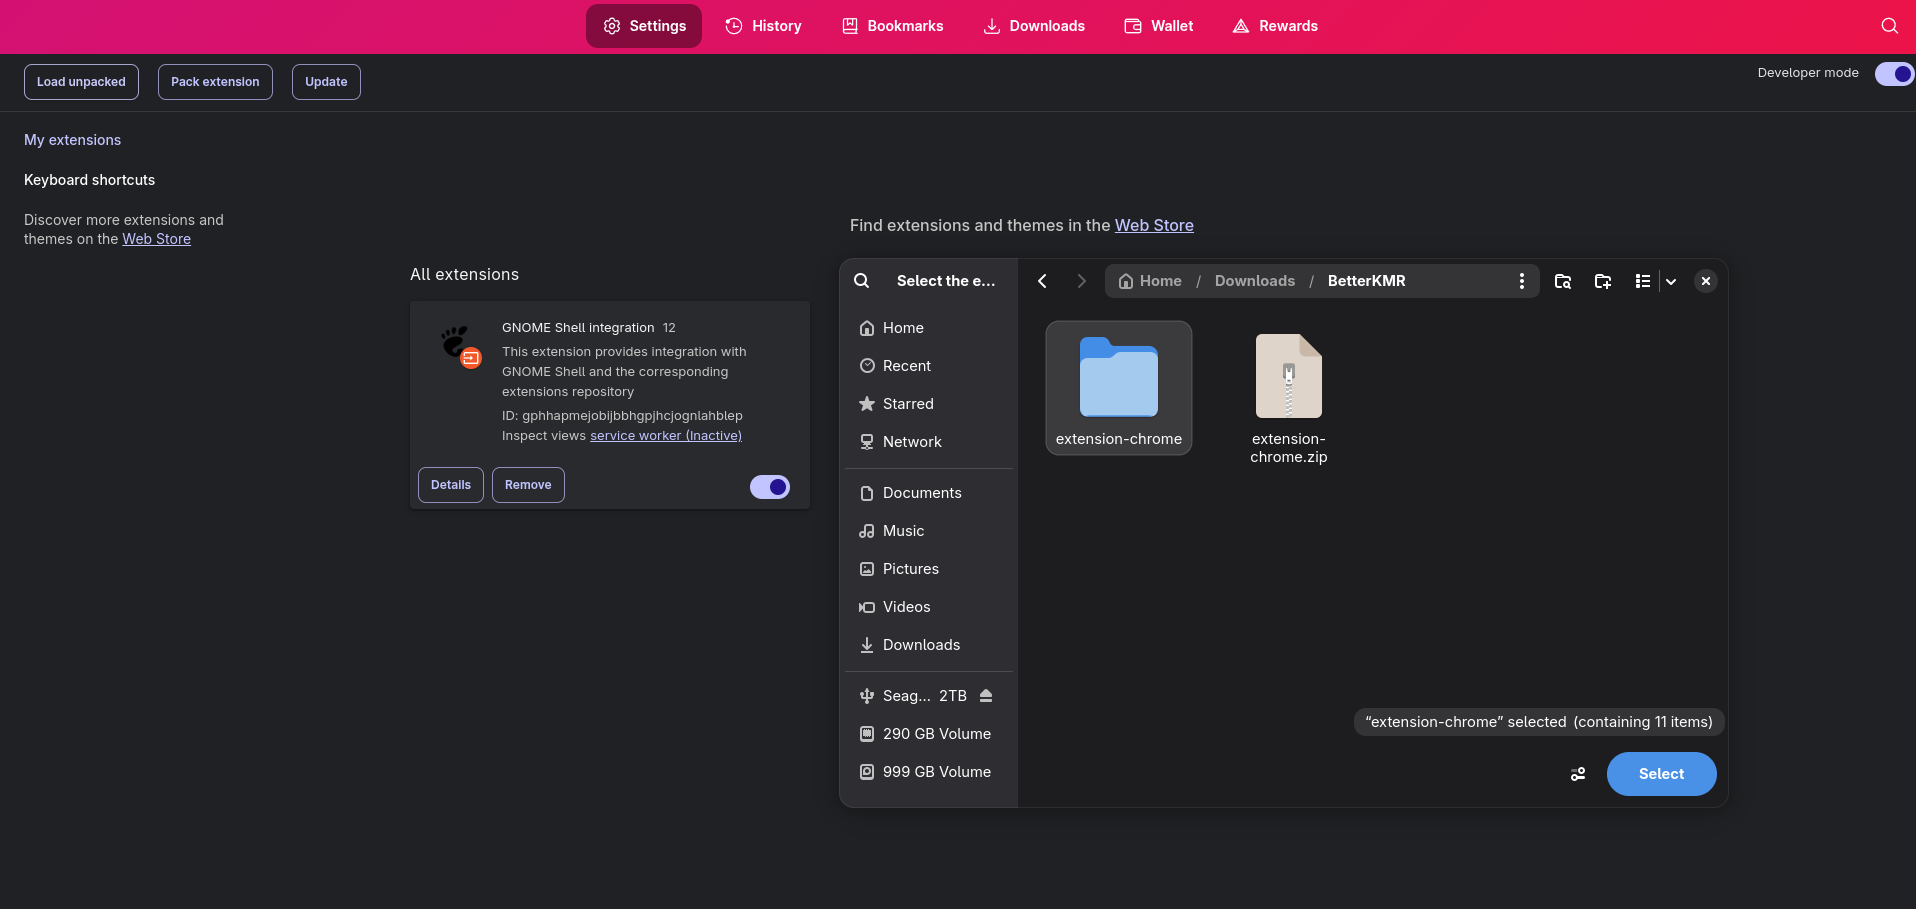 Settings
History
Bookmarks
Downloads
Wallet
Rewards
Load unpacked
Pack extension
Update
Developer mode
My extensions
Keyboard shortcuts
Discover more extensions and
themes on the Web Store
Find extensions and themes in the Web Store
All extensions
GNOME Shell integration 12
This extension provides integration with
GNOME Shell and the corresponding
extensions repository
ID: gphhapmejobijbbhgpjhcjognlahblep
Inspect views service worker (Inactive)
Details
Remove
Select the e...
Home / Downloads / BetterKMR
Home
Recent
Starred
Network
Documents
Music
Pictures
Videos
Downloads
Seag... 2TB
290 GB Volume
999 GB Volume
extension-chrome
extension-
chrome.zip
“extension-chrome” selected (containing 11 items)
Select